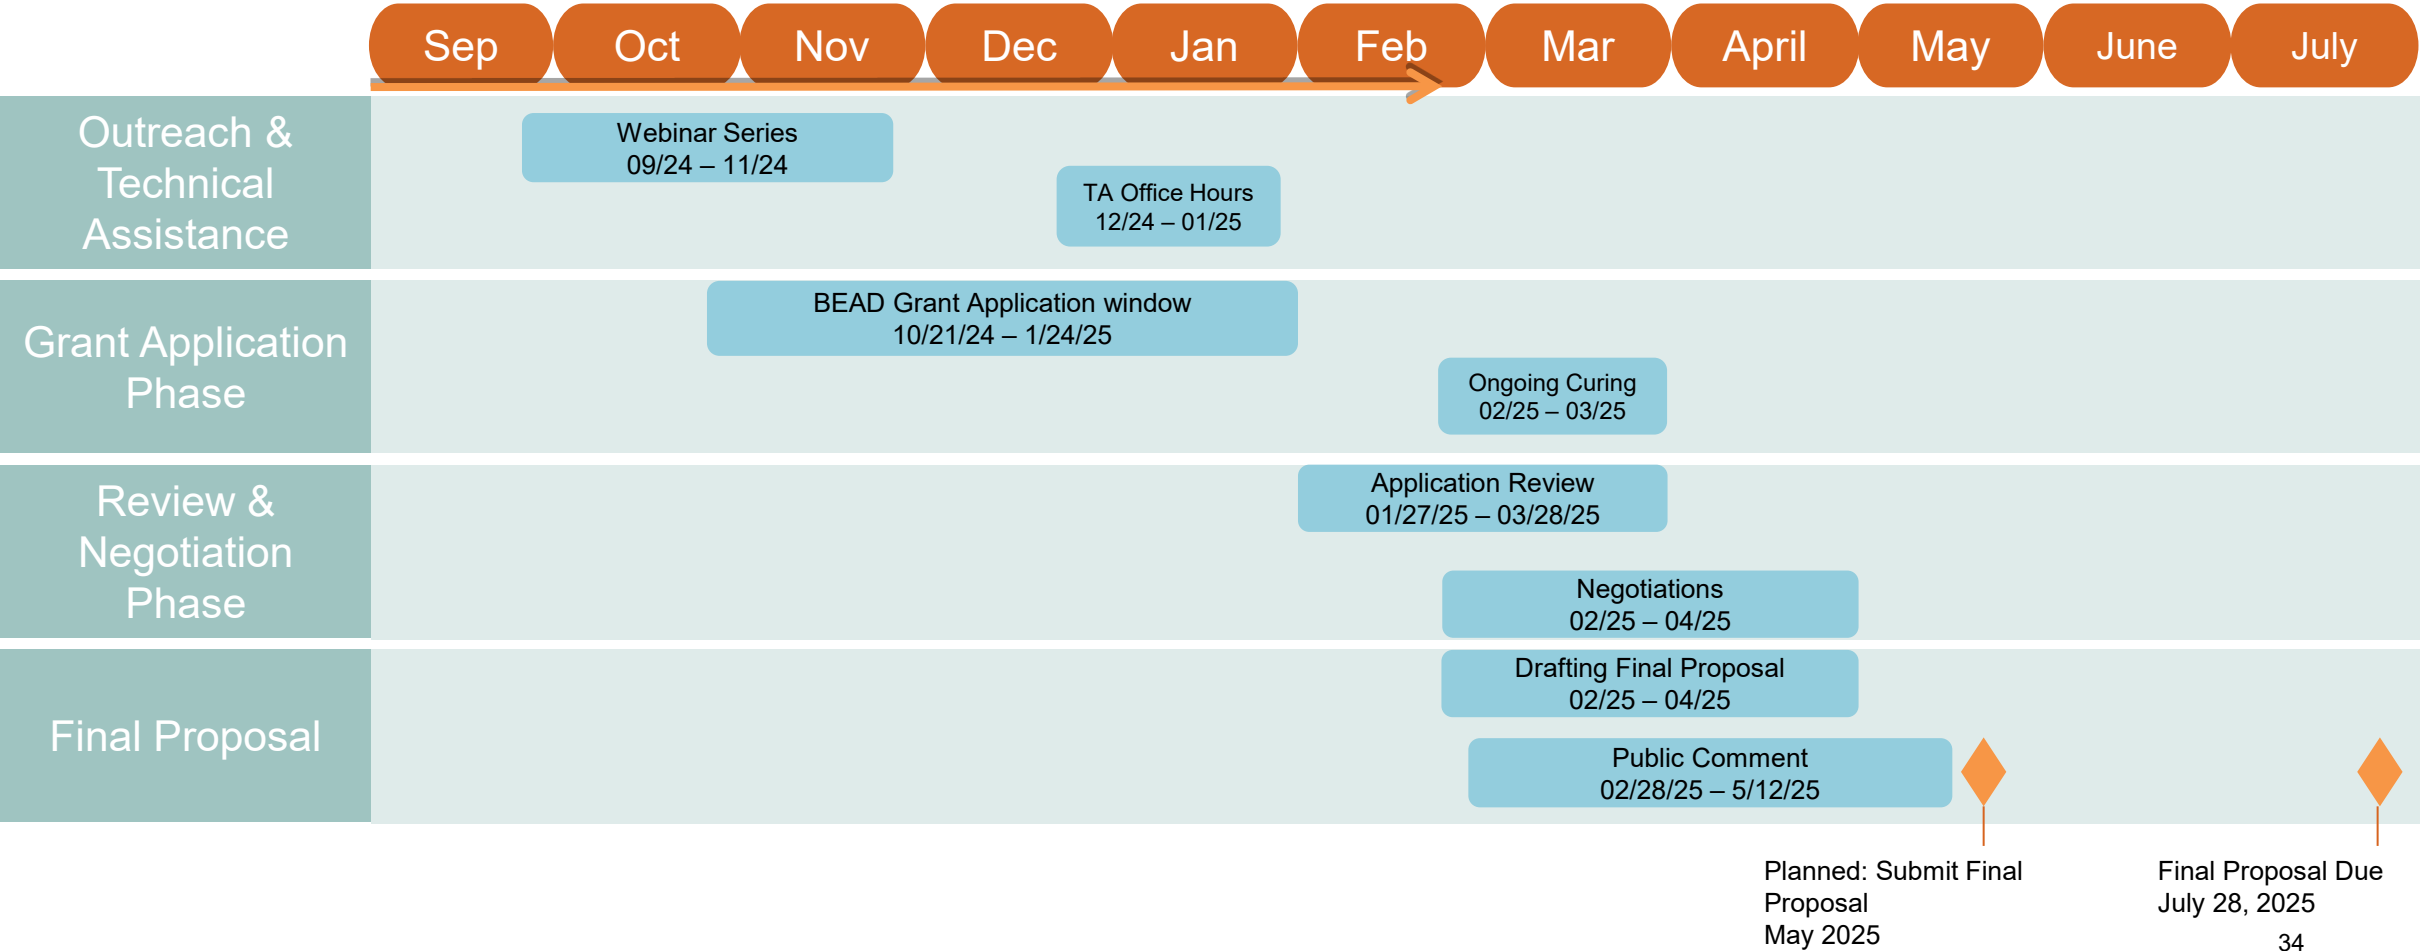 Sep Oct Nov Dec Jan Feb Mar April May June July
Outreach &
Technical
Assistance
Webinar Series
09/24 – 11/24
TA Office Hours
12/24 – 01/25
Grant Application
Phase
BEAD Grant Application window
10/21/24 – 1/24/25
Ongoing Curing
02/25 – 03/25
Review &
Negotiation
Phase
Application Review
01/27/25 – 03/28/25
Negotiations
02/25 – 04/25
Final Proposal
Drafting Final Proposal
02/25 – 04/25
Public Comment
02/28/25 – 5/12/25
Planned: Submit Final
Proposal
May 2025
Final Proposal Due
July 28, 2025
34